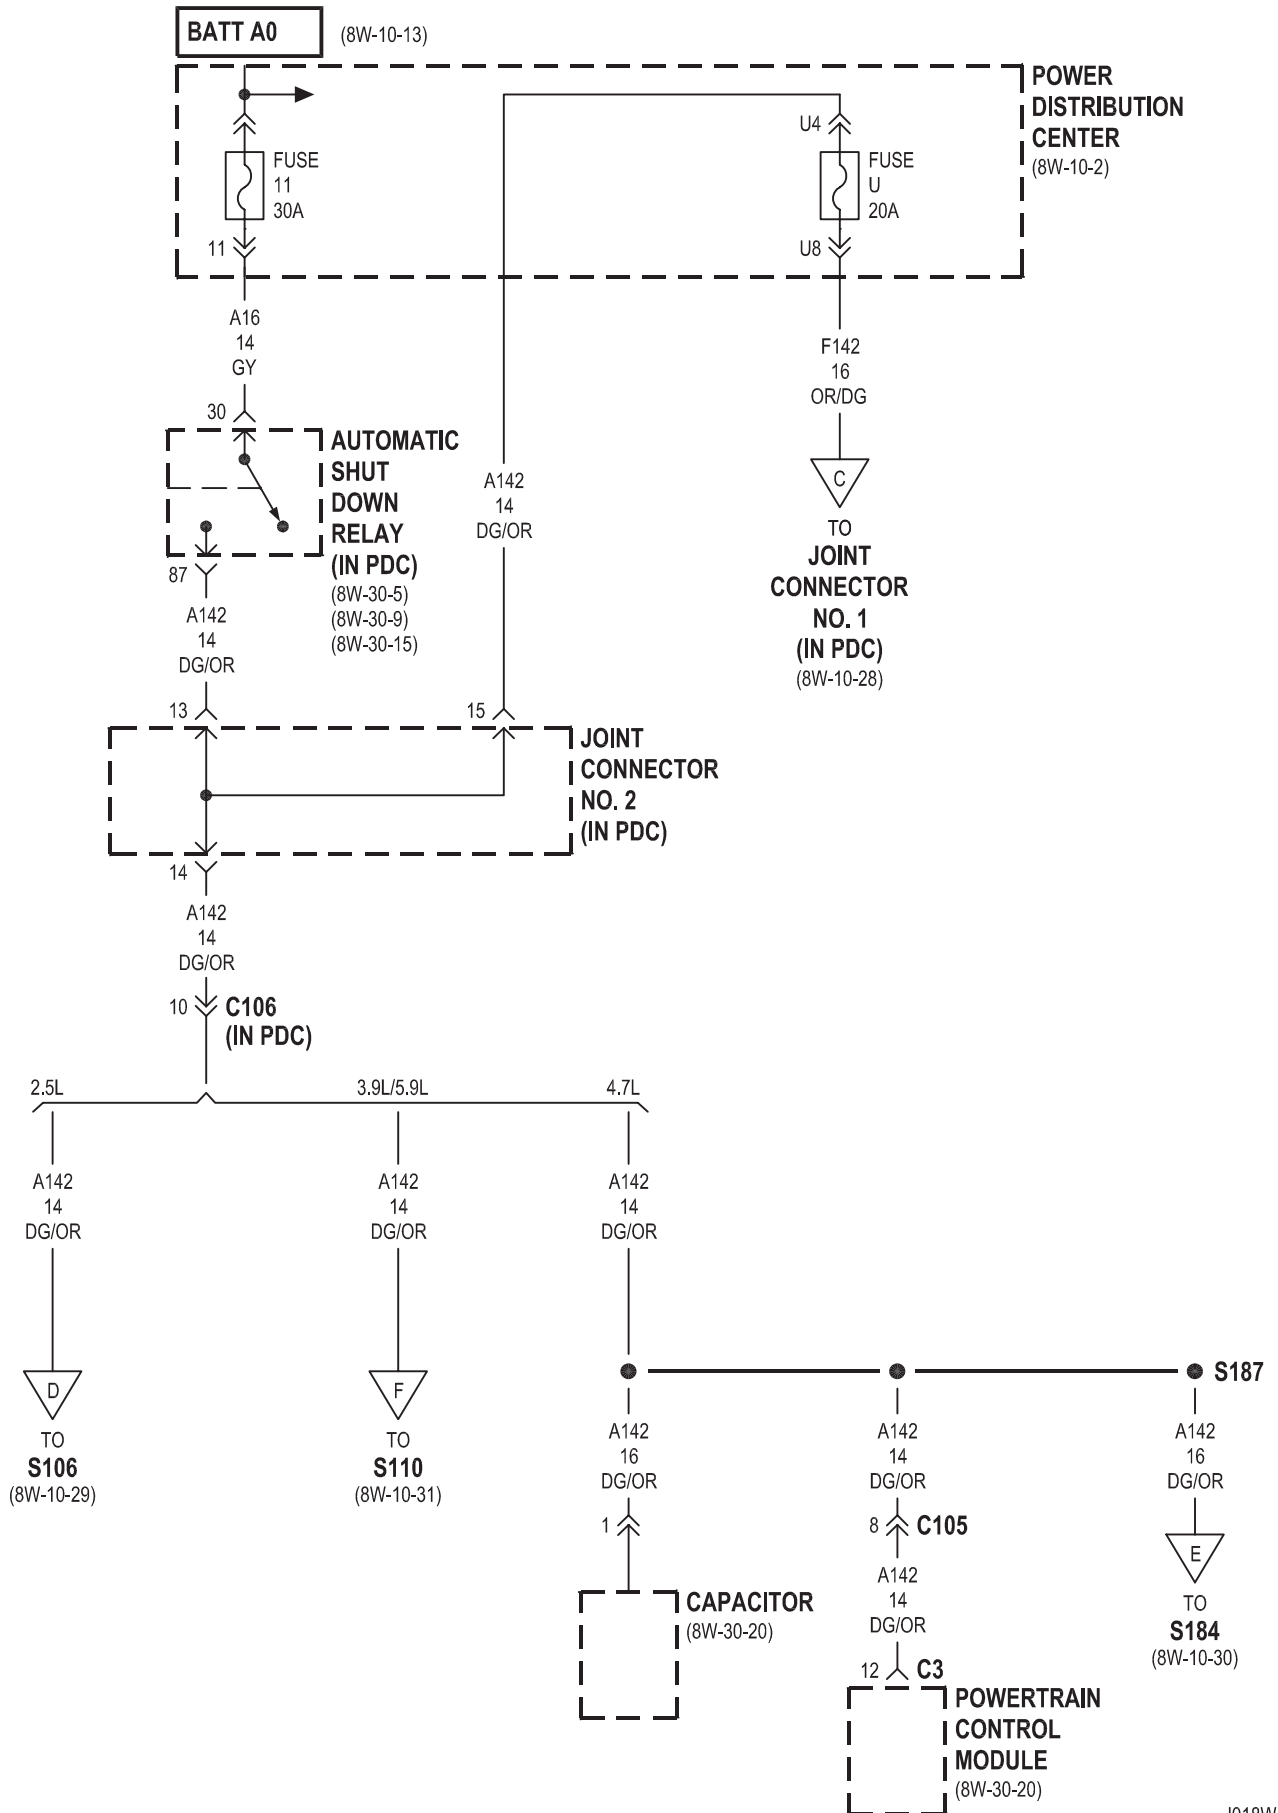 BATT A0
(8W-10-13)
POWER
DISTRIBUTION
CENTER
(8W-10-2)
FUSE
11
30A
11
U4
FUSE
U
20A
U8
A16
14
GY
30
AUTOMATIC
SHUT
DOWN
RELAY
(IN PDC)
(8W-30-5)
(8W-30-9)
(8W-30-15)
87
A142
14
DG/OR
A142
14
DG/OR
F142
16
OR/DG
C
TO
JOINT
CONNECTOR
NO. 1
(IN PDC)
(8W-10-28)
13
15
JOINT
CONNECTOR
NO. 2
(IN PDC)
14
A142
14
DG/OR
10
C106
(IN PDC)
2.5L
3.9L/5.9L
4.7L
A142
14
DG/OR
A142
14
DG/OR
A142
14
DG/OR
D
TO
S106
(8W-10-29)
F
TO
S110
(8W-10-31)
S187
A142
16
DG/OR
1
CAPACITOR
(8W-30-20)
A142
14
DG/OR
8
C105
A142
14
DG/OR
12
C3
POWERTRAIN
CONTROL
MODULE
(8W-30-20)
A142
16
DG/OR
E
TO
S184
(8W-10-30)